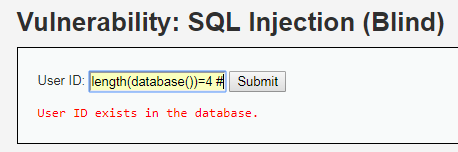 Vulnerability: SQL Injection (Blind)
User ID: length(database())=4 # Submit
User ID exists in the database.